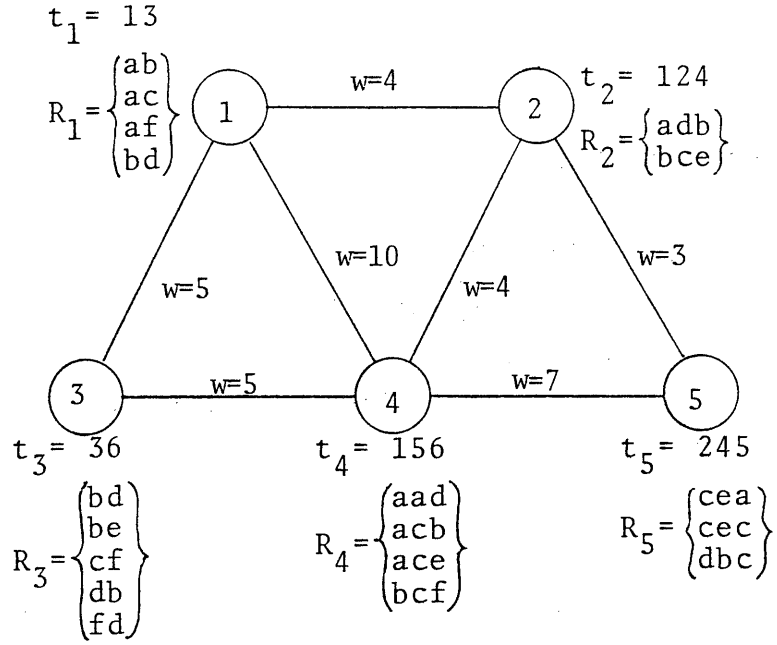 t1= 13
R1= {ab
ac
af
bd}
1
w=4
2
t2= 124
R2= {adb
bce}
w=5
w=10
w=4
w=3
3
w=5
4
w=7
5
t3= 36
R3= {bd
be
cf
db
fd}
t4= 156
R4= {aad
acb
ace
bcf}
t5= 245
R5= {cea
cec
dbc}